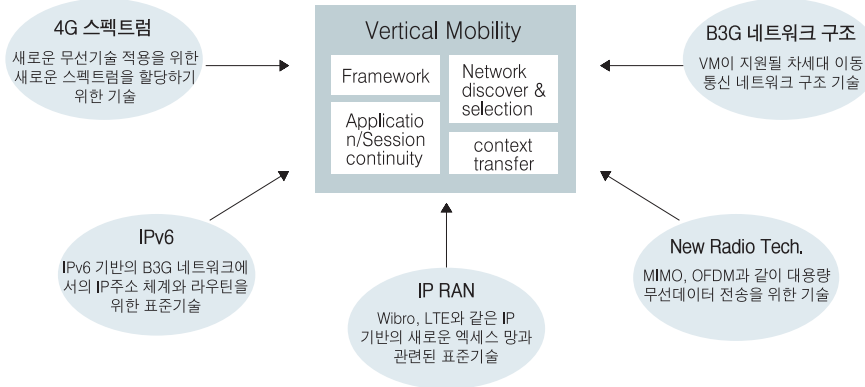 4G 스펙트럼
새로운 무선기술 적용을 위한
새로운 스펙트럼을 할당하기
위한 기술
Vertical Mobility
Framework
Network
discover &
selection
Applicatio
n/Session
continuity
context
transfer
B3G 네트워크 구조
VM이 지원될 차세대 이동
통신 네트워크 구조 기술
IPv6
IPv6 기반의 B3G 네트워크에
서의 IP주소 체계와 라우틴을
위한 표준기술
IP RAN
Wibro, LTE와 같은 IP
기반의 새로운 엑세스 망과
관련된 표준기술
New Radio Tech.
MIMO, OFDM과 같이 대용량
무선데이터 전송을 위한 기술